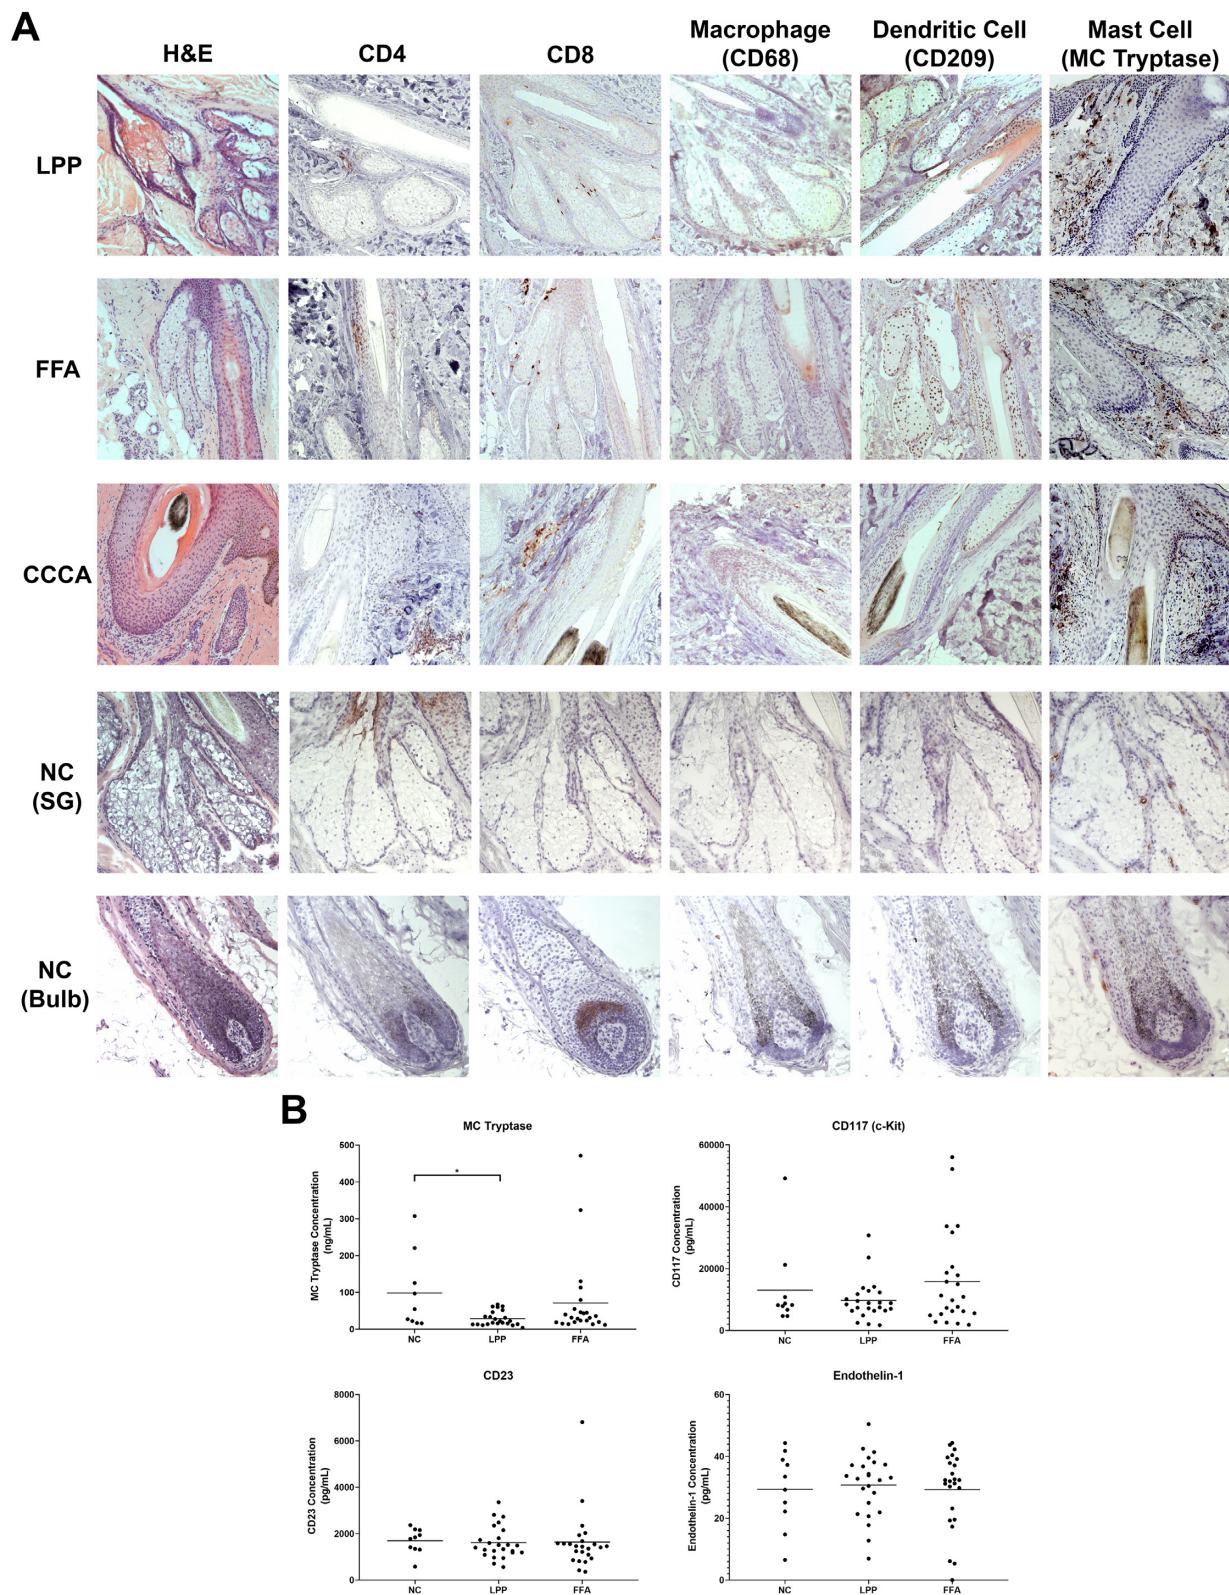 A
H&E
CD4
CD8
Macrophage
(CD68)
Dendritic Cell
(CD209)
Mast Cell
(MC Tryptase)
LPP
FFA
CCCA
NC
(SG)
NC
(Bulb)
B
MC Tryptase
MC Tryptase Concentration
(ng/mL)
500
400
300
200
100
0
*
NC
LPP
FFA
CD117 (c-Kit)
CD117 Concentration
(pg/mL)
60000
40000
20000
0
NC
LPP
FFA
CD23
CD23 Concentration
(pg/mL)
8000
6000
4000
2000
0
NC
LPP
FFA
Endothelin-1
Endothelin-1 Concentration
(pg/mL)
60
40
20
0
NC
LPP
FFA